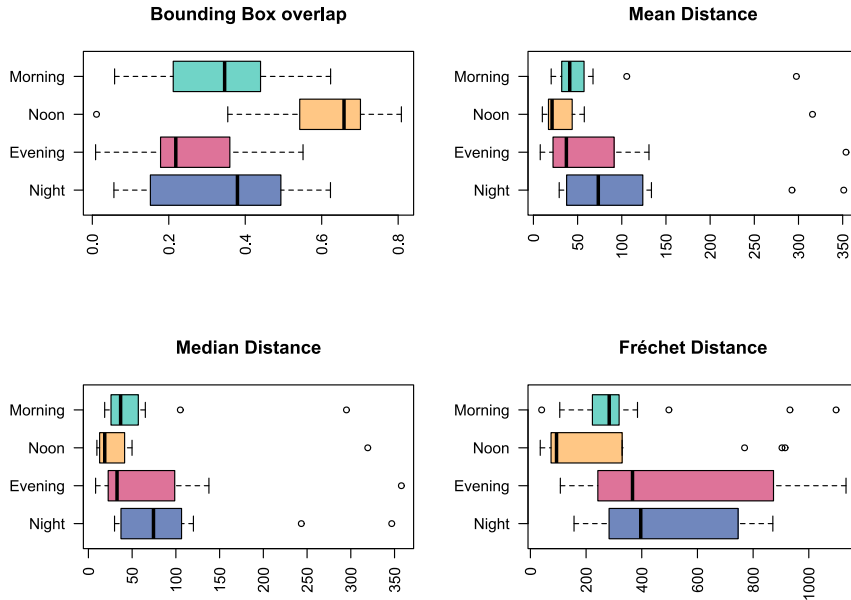 Bounding Box overlap
Morning
Noon
Evening
Night
0.0 0.2 0.4 0.6 0.8
Mean Distance
Morning
Noon
Evening
Night
0 50 100 150 200 250 300 350
Median Distance
Morning
Noon
Evening
Night
0 50 100 150 200 250 300 350
Fréchet Distance
Morning
Noon
Evening
Night
0 200 400 600 800 1000